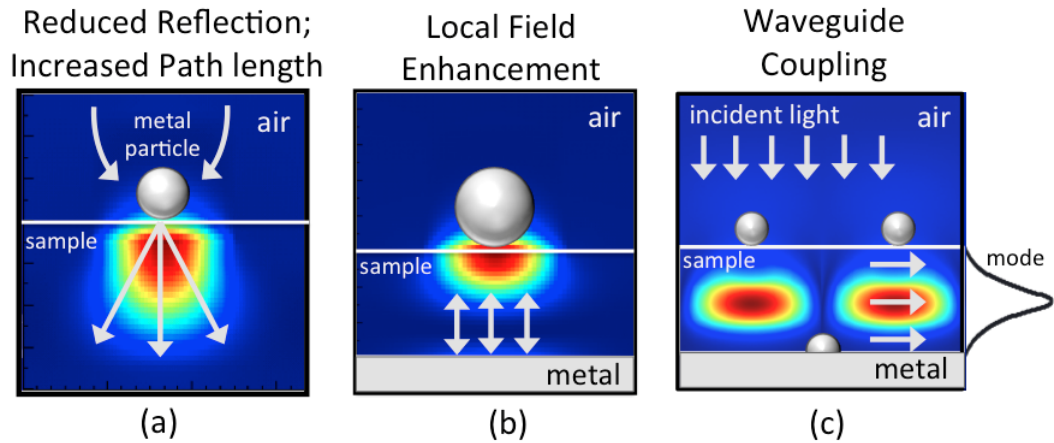 Reduced Reflection;
Increased Path length
metal
particle
air
sample
(a)
Local Field
Enhancement
air
sample
metal
(b)
Waveguide
Coupling
incident light
air
sample
mode
metal
(c)